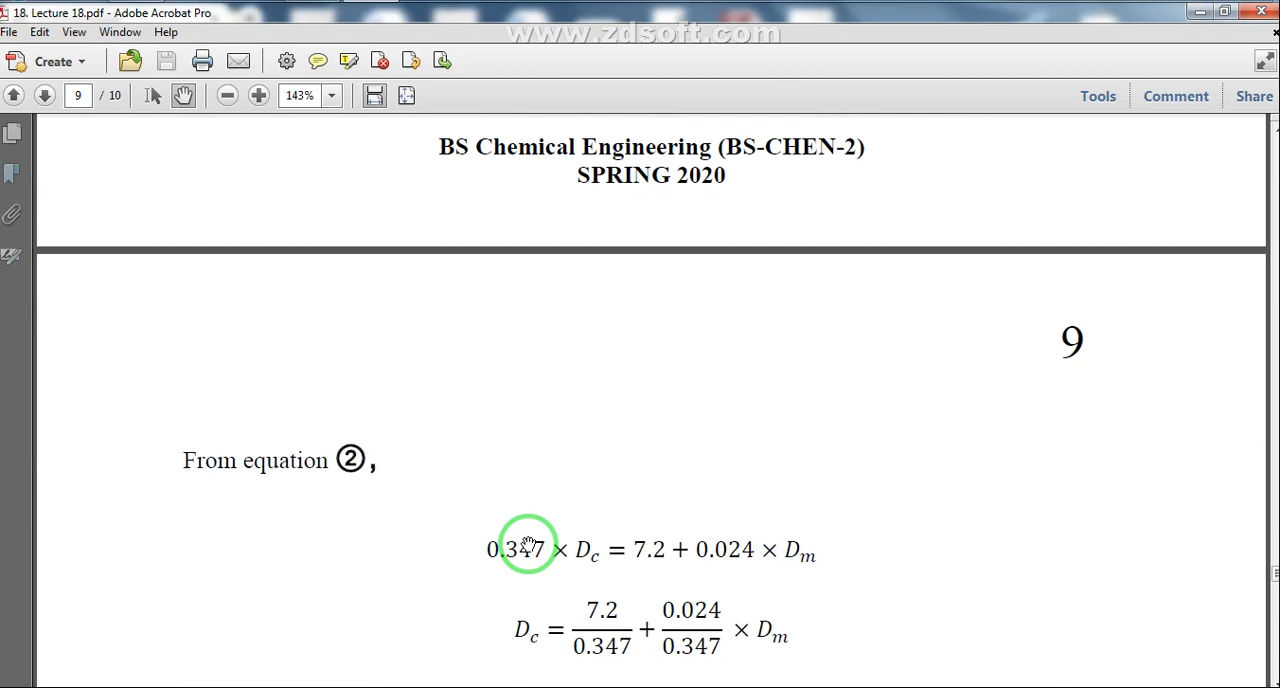 18. Lecture 18.pdf - Adobe Acrobat Pro
File Edit View Window Help
www.zdsoft.com
Create
9 / 10 143% Tools Comment Share
BS Chemical Engineering (BS-CHEN-2)
SPRING 2020
9
From equation ②,
0.347 × D_c = 7.2 + 0.024 × D_m
D_c = 7.2/0.347 + 0.024/0.347 × D_m